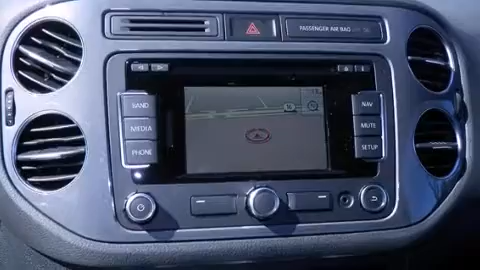 PASSENGER AIR BAG
BAND
MEDIA
PHONE
NAV
MUTE
SETUP